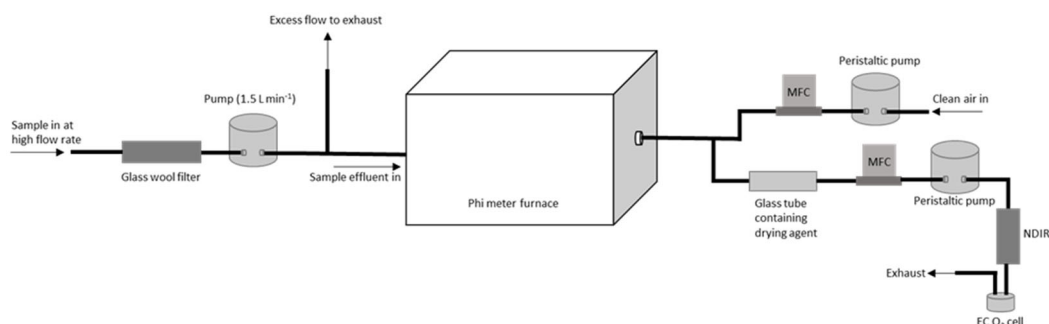 Excess flow to exhaust
Pump (1.5 L min⁻¹)
Sample in at
high flow rate
Glass wool filter
Sample effluent in
Phi meter furnace
Peristaltic pump
MFC
Clean air in
MFC
Peristaltic pump
Glass tube
containing
drying agent
NDIR
Exhaust
EC O₂ cell